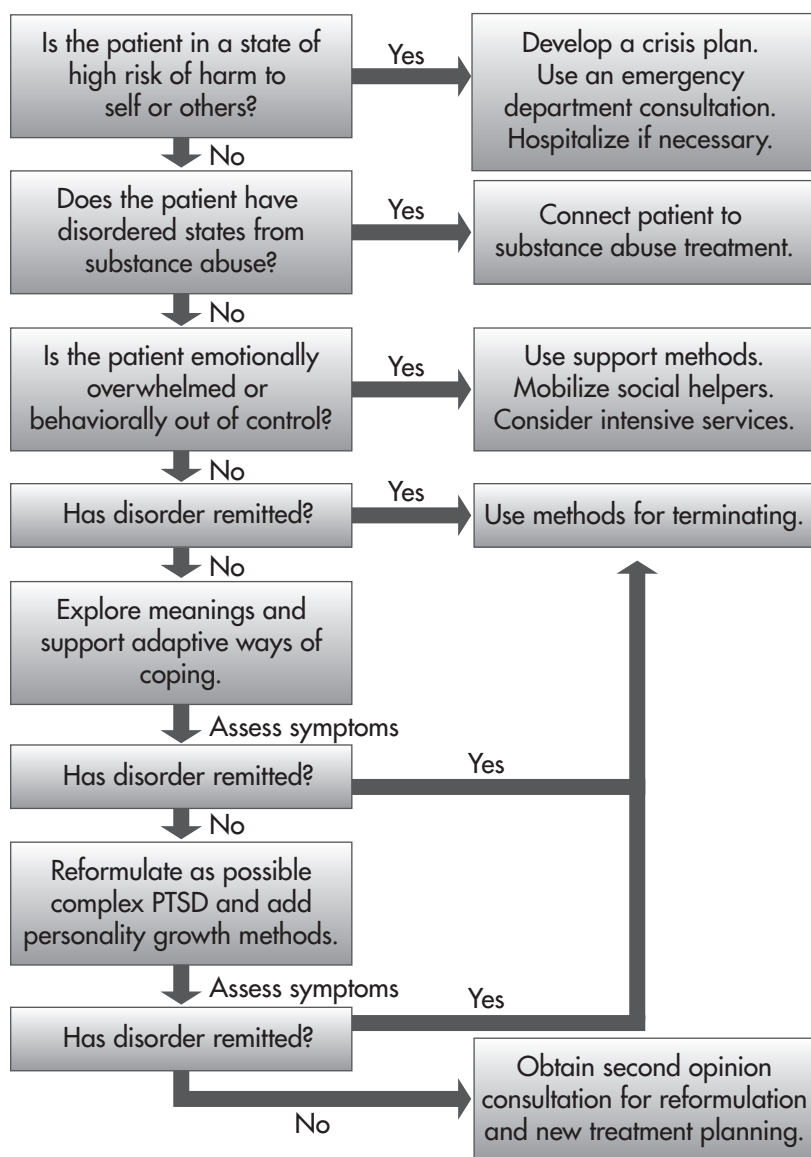 Is the patient in a state of
high risk of harm to
self or others?
Yes
Develop a crisis plan.
Use an emergency
department consultation.
Hospitalize if necessary.
No
Does the patient have
disordered states from
substance abuse?
Yes
Connect patient to
substance abuse treatment.
No
Is the patient emotionally
overwhelmed or
behaviorally out of control?
Yes
Use support methods.
Mobilize social helpers.
Consider intensive services.
No
Has disorder remitted?
Yes
Use methods for terminating.
No
Explore meanings and
support adaptive ways of
coping.
Assess symptoms
Has disorder remitted?
Yes
No
Reformulate as possible
complex PTSD and add
personality growth methods.
Assess symptoms
Has disorder remitted?
Yes
No
Obtain second opinion
consultation for reformulation
and new treatment planning.